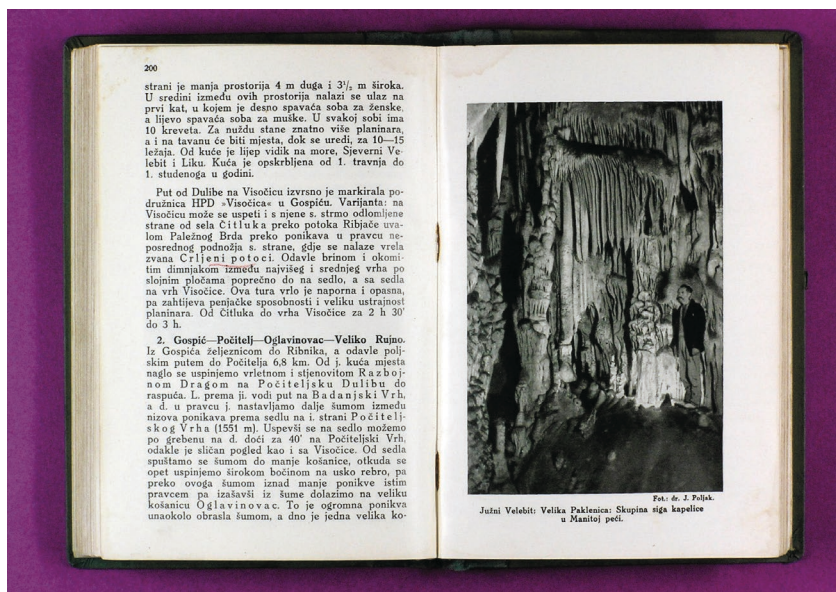 200
strani je manja prostorija 4 m duga i 3¹/₂ m široka.
U sredini između ovih prostorija nalazi se ulaz na
prvi kat, u kojem je desno spavaća soba za ženske,
a lijevo spavaća soba za muške. U svakoj sobi ima
10 kreveta. Za nuždu stane znatno više planinara,
a i na tavanu će biti mjesta, dok se uredi, za 10—15
ležaja. Od kuće je lijep vidik na more, Sjeverni Ve-
lebit i Liku. Kuća je opskrbljena od 1. travnja do
1. studenoga u godini.
Put od Dulibe na Visočicu izvrsno je markirala po-
družnica HPD »Visočica« u Gospiću. Varijanta: na
Visočicu može se uspeti i s njene s. strmo odlomljene
strane od sela Čitluka preko potoka Ribjače uva-
lom Paležnog Brda preko ponikava u pravcu ne-
posrednog podnožja s. strane, gdje se nalaze vrela
zvana Crljeni potoci. Odavle brinom i okomi-
tim dimnjakom između najvišeg i srednjeg vrha po
slojnim pločama poprečno do na sedlo, a sa sedla
na vrh Visočice. Ova tura vrlo je naporna i opasna,
pa zahtijeva penjačke sposobnosti i veliku ustrajnost
planinara. Od Čitluka do vrha Visočice za 2 h 30'
do 3 h.
2. Gospić—Počitelj—Oglavinovac—Veliko Rujno.
Iz Gospića željeznicom do Ribnika, a odavle polj-
skim putem do Počitelja 6,8 km. Od j. kuća mjesta
naglo se uspinjemo vrletnom i stjenovitom Razboj-
nom Dragom na Počiteljsku Dulibu do
raspuća. L. prema ji. vodi put na Badanjski Vrh,
a d. u pravcu j. nastavljamo dalje šumom između
nizova ponikava prema sedlu na i. strani Počitelj-
skog Vrha (1551 m). Uspevši se na sedlo možemo
po grebenu na d. doći za 40' na Počiteljski Vrh,
odakle je sličan pogled kao i sa Visočice. Od sedla
spuštamo se šumom do manje košanice, otkuda se
opet uspinjemo širokom bočinom na usko rebro, pa
preko ovoga šumom iznad manje ponikve istim
pravcem pa izašavši iz šume dolazimo na veliku
košanicu Oglavinovac. To je ogromna ponikva
unaokolo obrasla šumom, a dno je jedna velika ko-
Fot.: dr. J. Poljak.
Južni Velebit: Velika Paklenica: Skupina siga kapelice
u Manitoj peći.